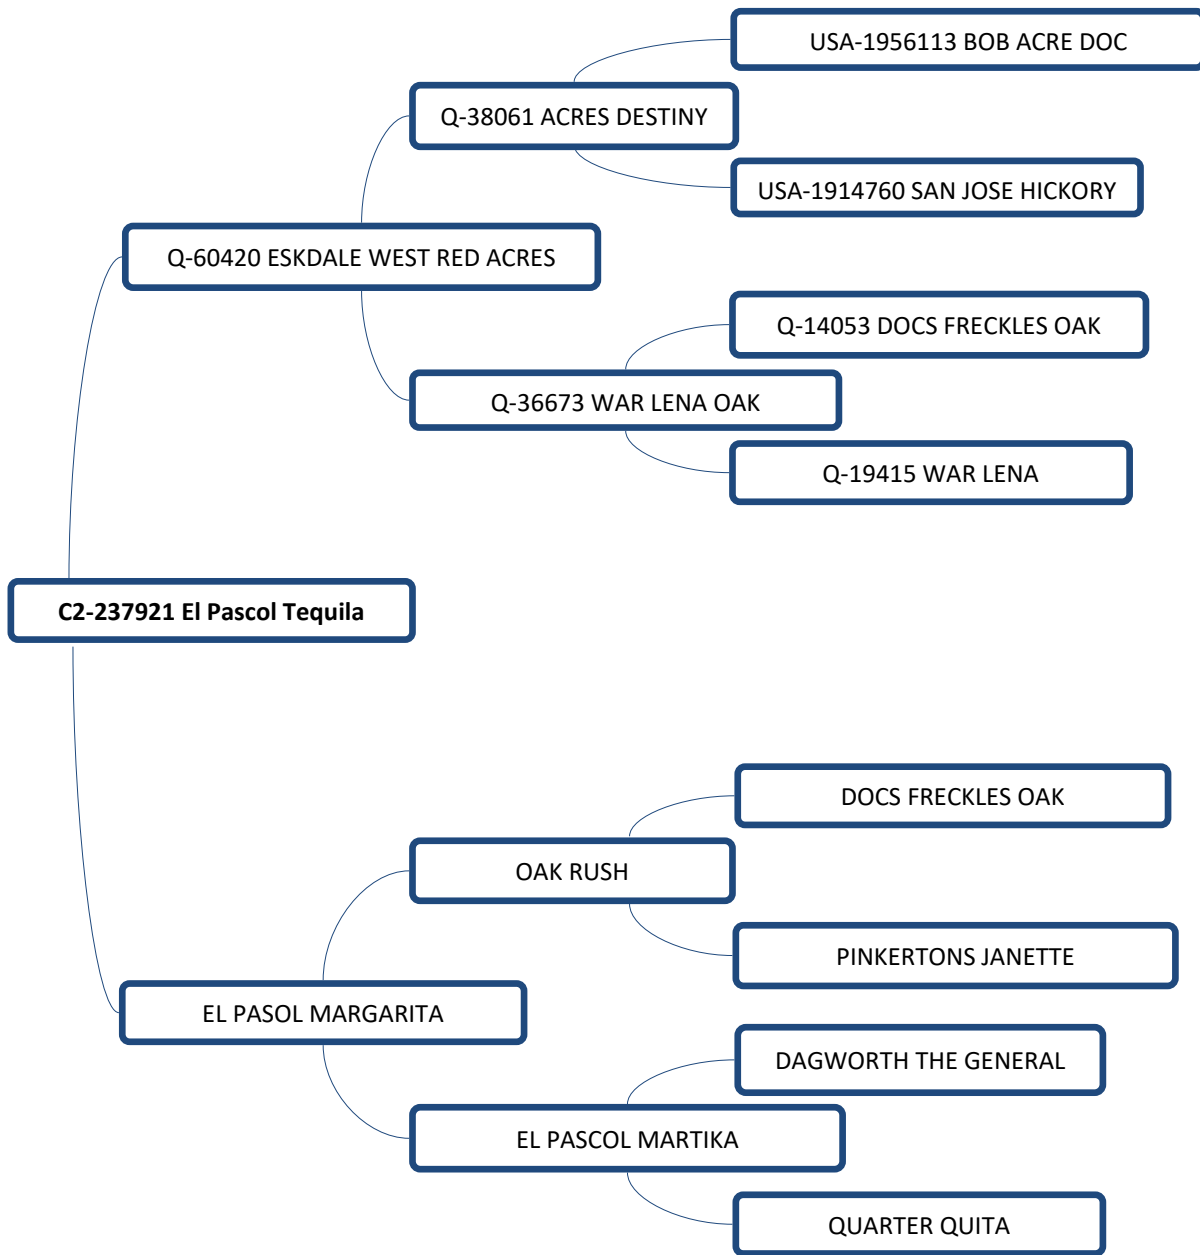 USA-1956113 BOB ACRE DOC
Q-38061 ACRES DESTINY
USA-1914760 SAN JOSE HICKORY
Q-60420 ESKDALE WEST RED ACRES
Q-14053 DOCS FRECKLES OAK
Q-36673 WAR LENA OAK
Q-19415 WAR LENA
C2-237921 El Pascol Tequila
DOCS FRECKLES OAK
OAK RUSH
PINKERTONS JANETTE
EL PASOL MARGARITA
DAGWORTH THE GENERAL
EL PASCOL MARTIKA
QUARTER QUITA